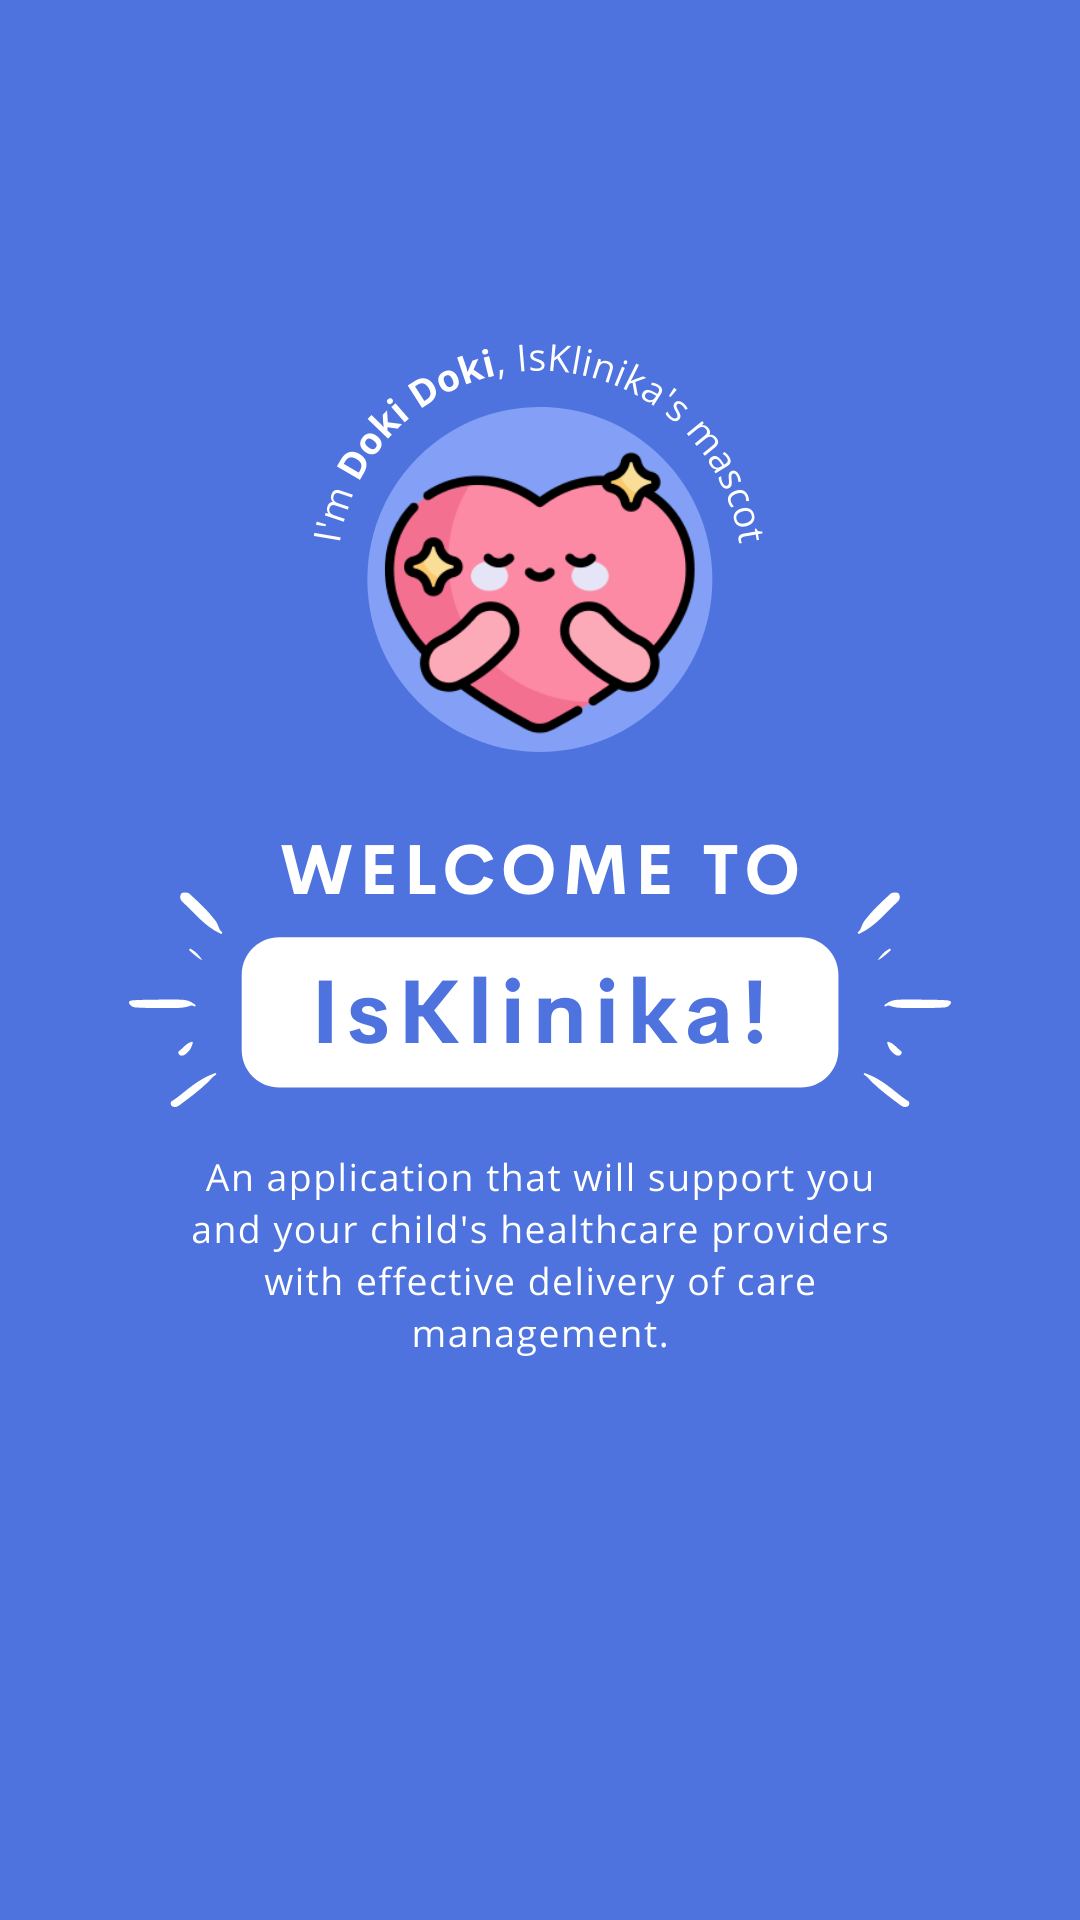 I'm Doki Doki, IsKlinika's mascot
WELCOME TO
IsKlinika!
An application that will support you
and your child's healthcare providers
with effective delivery of care
management.